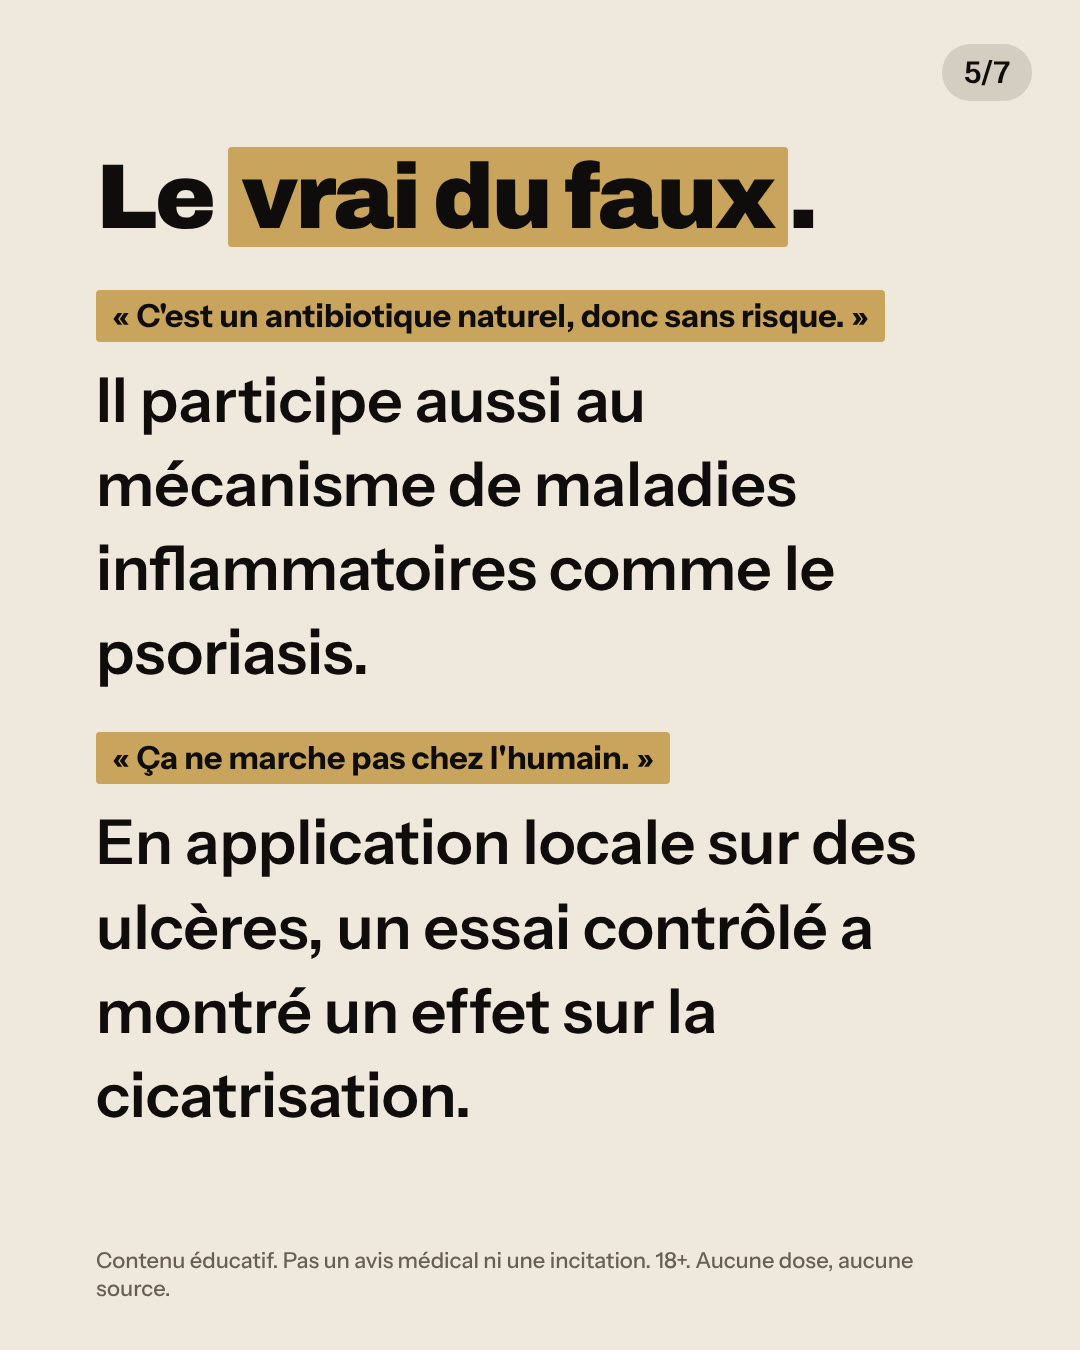 5/7
Le vrai du faux.
« C'est un antibiotique naturel, donc sans risque. »
Il participe aussi au
mécanisme de maladies
inflammatoires comme le
psoriasis.
« Ça ne marche pas chez l'humain. »
En application locale sur des
ulcères, un essai contrôlé a
montré un effet sur la
cicatrisation.
Contenu éducatif. Pas un avis médical ni une incitation. 18+. Aucune dose, aucune
source.